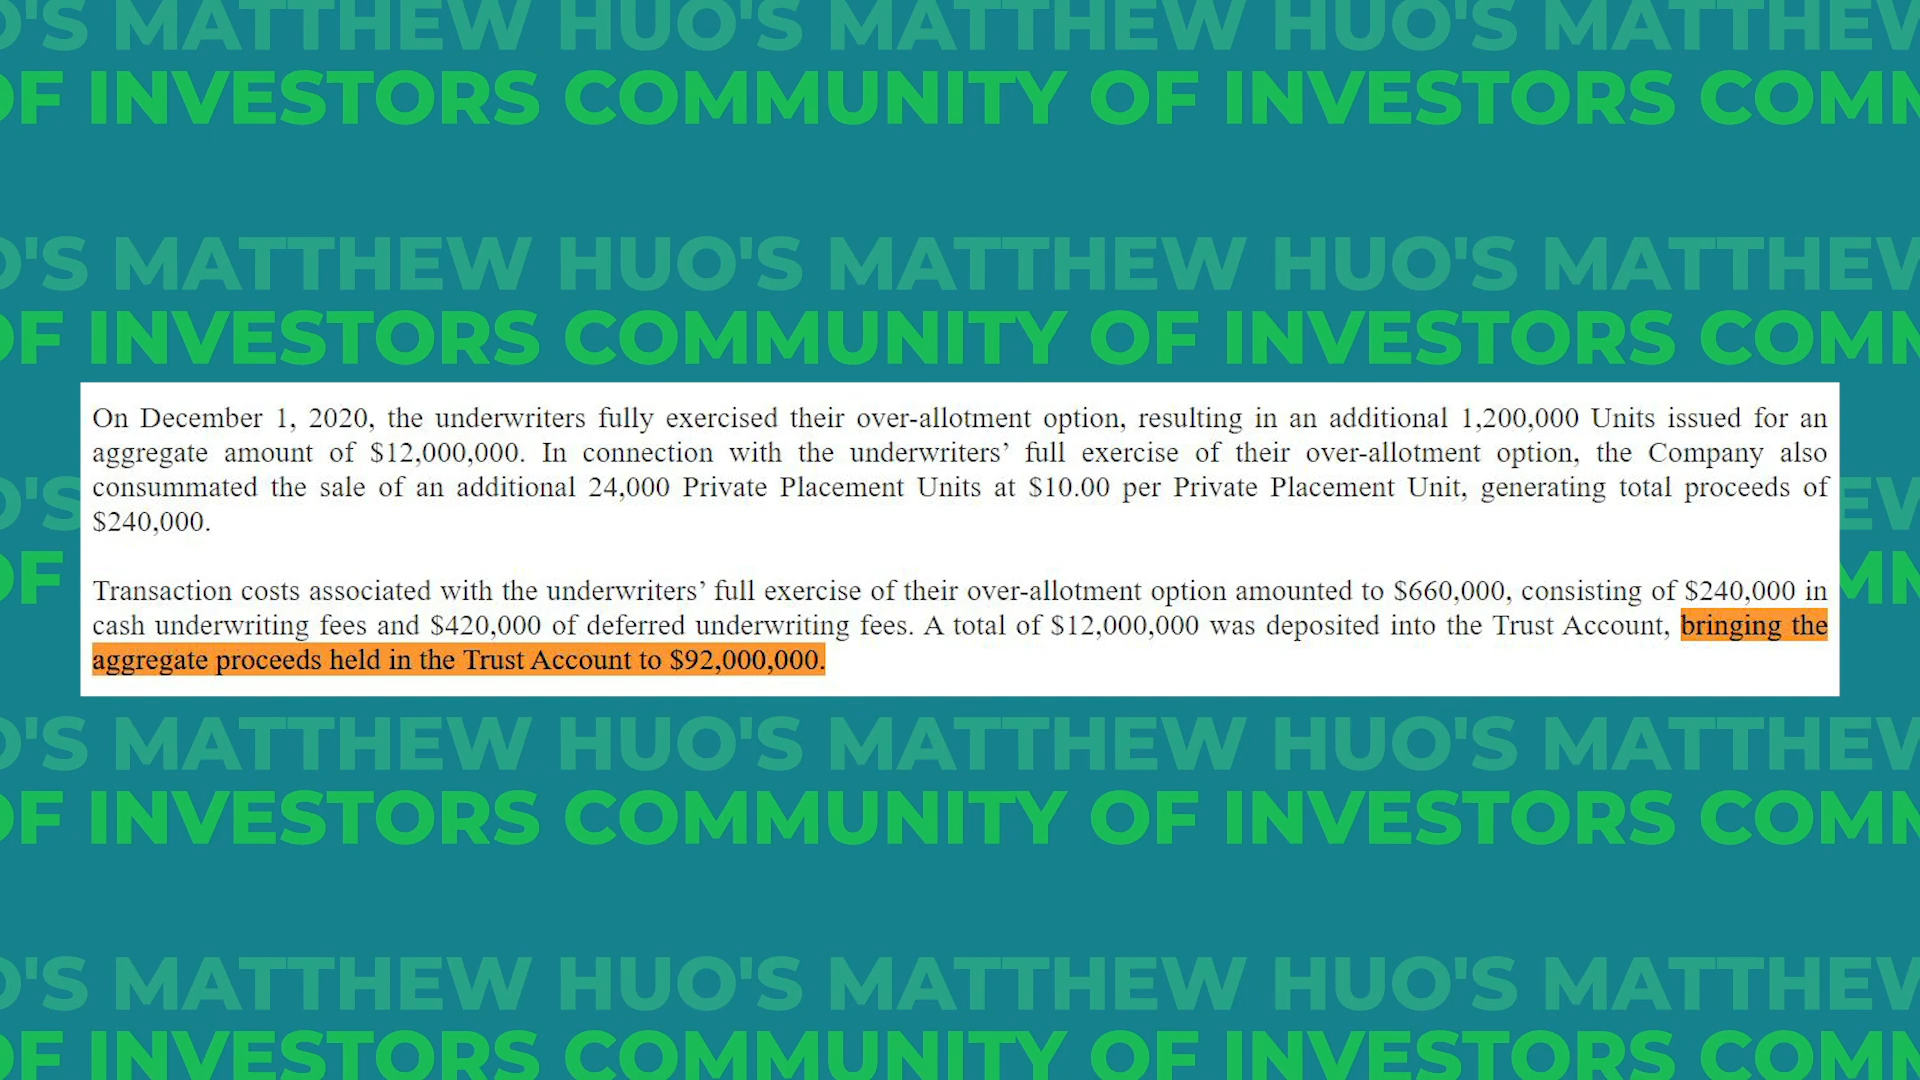 O'S MATTHEW HUO'S MATTHEW HUO'S MATTHEW
OF INVESTORS COMMUNITY OF INVESTORS COMM
O'S MATTHEW HUO'S MATTHEW HUO'S MATTHEW
OF INVESTORS COMMUNITY OF INVESTORS COMM
On December 1, 2020, the underwriters fully exercised their over-allotment option, resulting in an additional 1,200,000 Units issued for an
aggregate amount of $12,000,000. In connection with the underwriters’ full exercise of their over-allotment option, the Company also
consummated the sale of an additional 24,000 Private Placement Units at $10.00 per Private Placement Unit, generating total proceeds of
$240,000.
Transaction costs associated with the underwriters’ full exercise of their over-allotment option amounted to $660,000, consisting of $240,000 in
cash underwriting fees and $420,000 of deferred underwriting fees. A total of $12,000,000 was deposited into the Trust Account, bringing the
aggregate proceeds held in the Trust Account to $92,000,000.
O'S MATTHEW HUO'S MATTHEW HUO'S MATTHEW
OF INVESTORS COMMUNITY OF INVESTORS COMM
O'S MATTHEW HUO'S MATTHEW HUO'S MATTHEW
OF INVESTORS COMMUNITY OF INVESTORS COMM